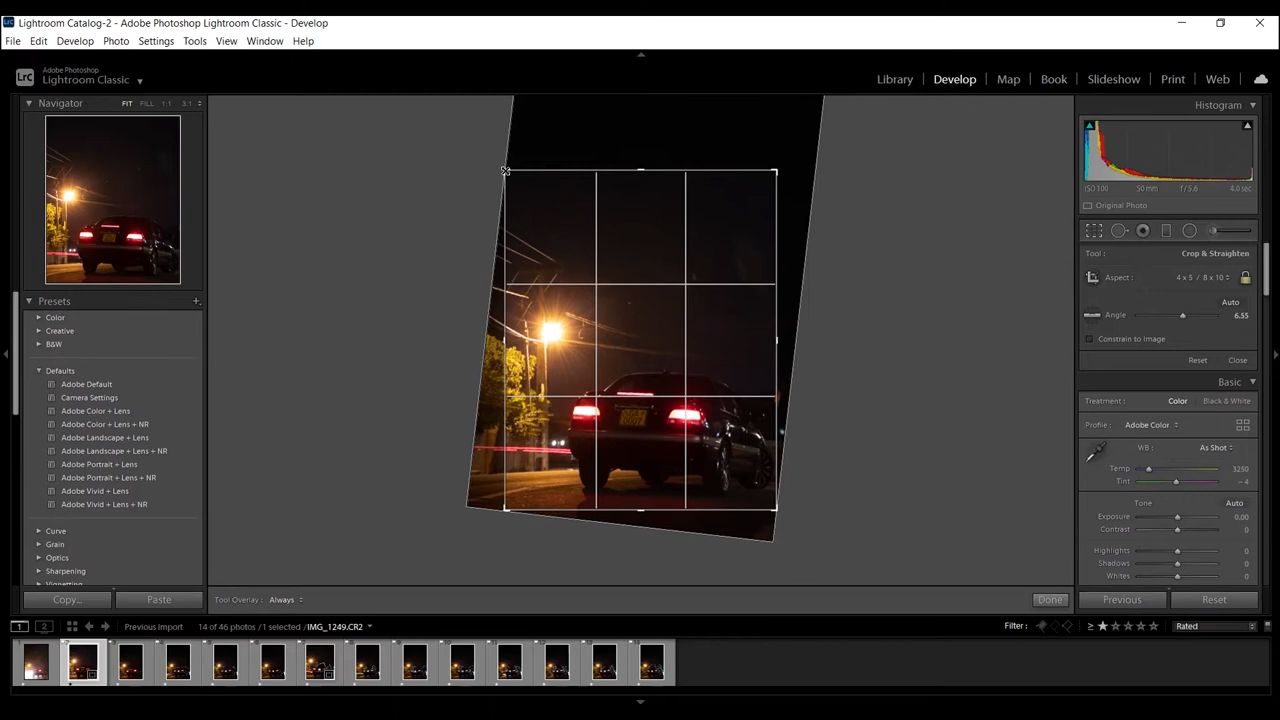 Lightroom Catalog-2 - Adobe Photoshop Lightroom Classic - Develop
File Edit Develop Photo Settings Tools View Window Help
Adobe Photoshop
Lightroom Classic
Library Develop Map Book Slideshow Print Web
Navigator FIT FILL 1:1 3:1
Histogram
ISO 100 50 mm f / 5.6 4.0 sec
Original Photo
Tool: Crop & Straighten
Aspect: 4 x 5 / 8 x 10
Auto
Angle 6.55
Constrain to Image
Reset Close
Basic
Treatment: Color Black & White
Profile: Adobe Color
WB: As Shot
Temp 3250
Tint - 4
Tone Auto
Exposure 0.00
Contrast 0
Highlights 0
Shadows 0
Whites 0
Presets
Color
Creative
B&W
Defaults
Adobe Default
Camera Settings
Adobe Color + Lens
Adobe Color + Lens + NR
Adobe Landscape + Lens
Adobe Landscape + Lens + NR
Adobe Portrait + Lens
Adobe Portrait + Lens + NR
Adobe Vivid + Lens
Adobe Vivid + Lens + NR
Curve
Grain
Optics
Sharpening
Vignetting
Copy... Paste
Tool Overlay: Always
Done
Previous Reset
1 2 Previous Import 14 of 46 photos / 1 selected / IMG_1249.CR2
Filter: Rated